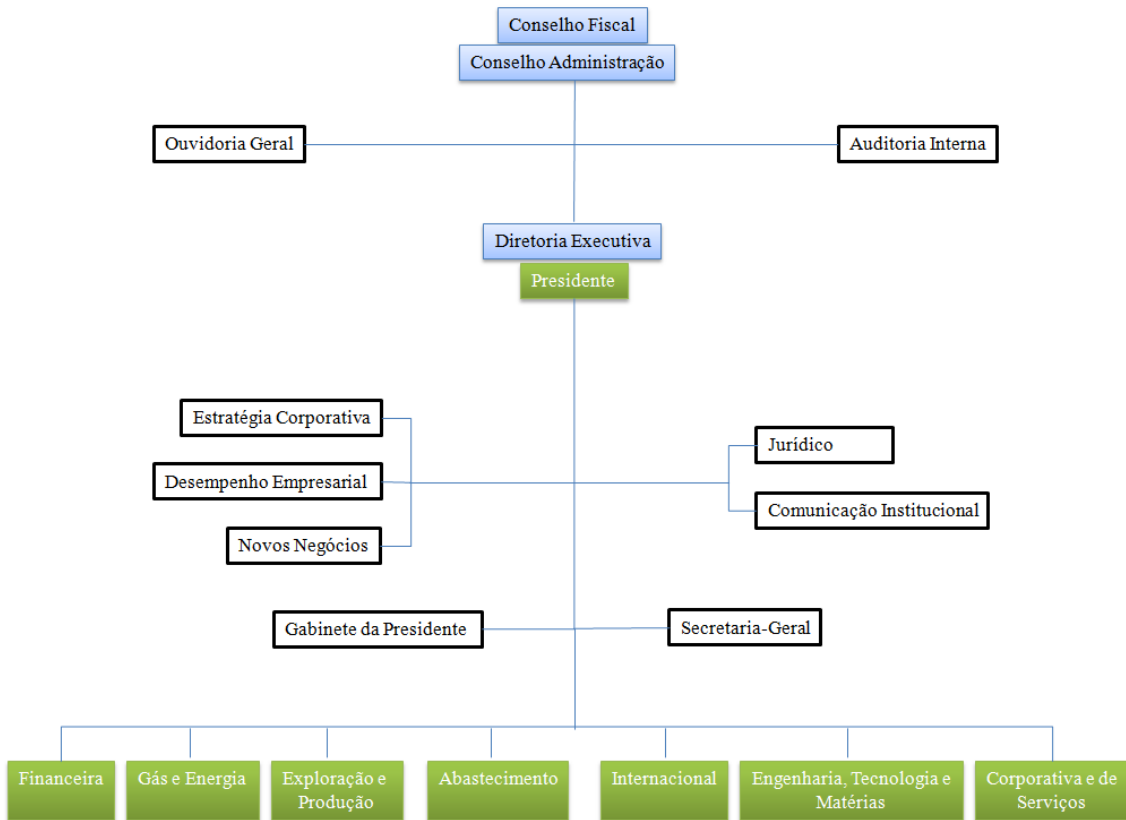 Conselho Fiscal
Conselho Administração
Ouvidoria Geral
Auditoria Interna
Diretoria Executiva
Presidente
Estratégia Corporativa
Jurídico
Desempenho Empresarial
Comunicação Institucional
Novos Negócios
Gabinete da Presidente
Secretaria-Geral
Financeira
Gás e Energia
Exploração e
Produção
Abastecimento
Internacional
Engenharia, Tecnologia e
Matérias
Corporativa e de
Serviços